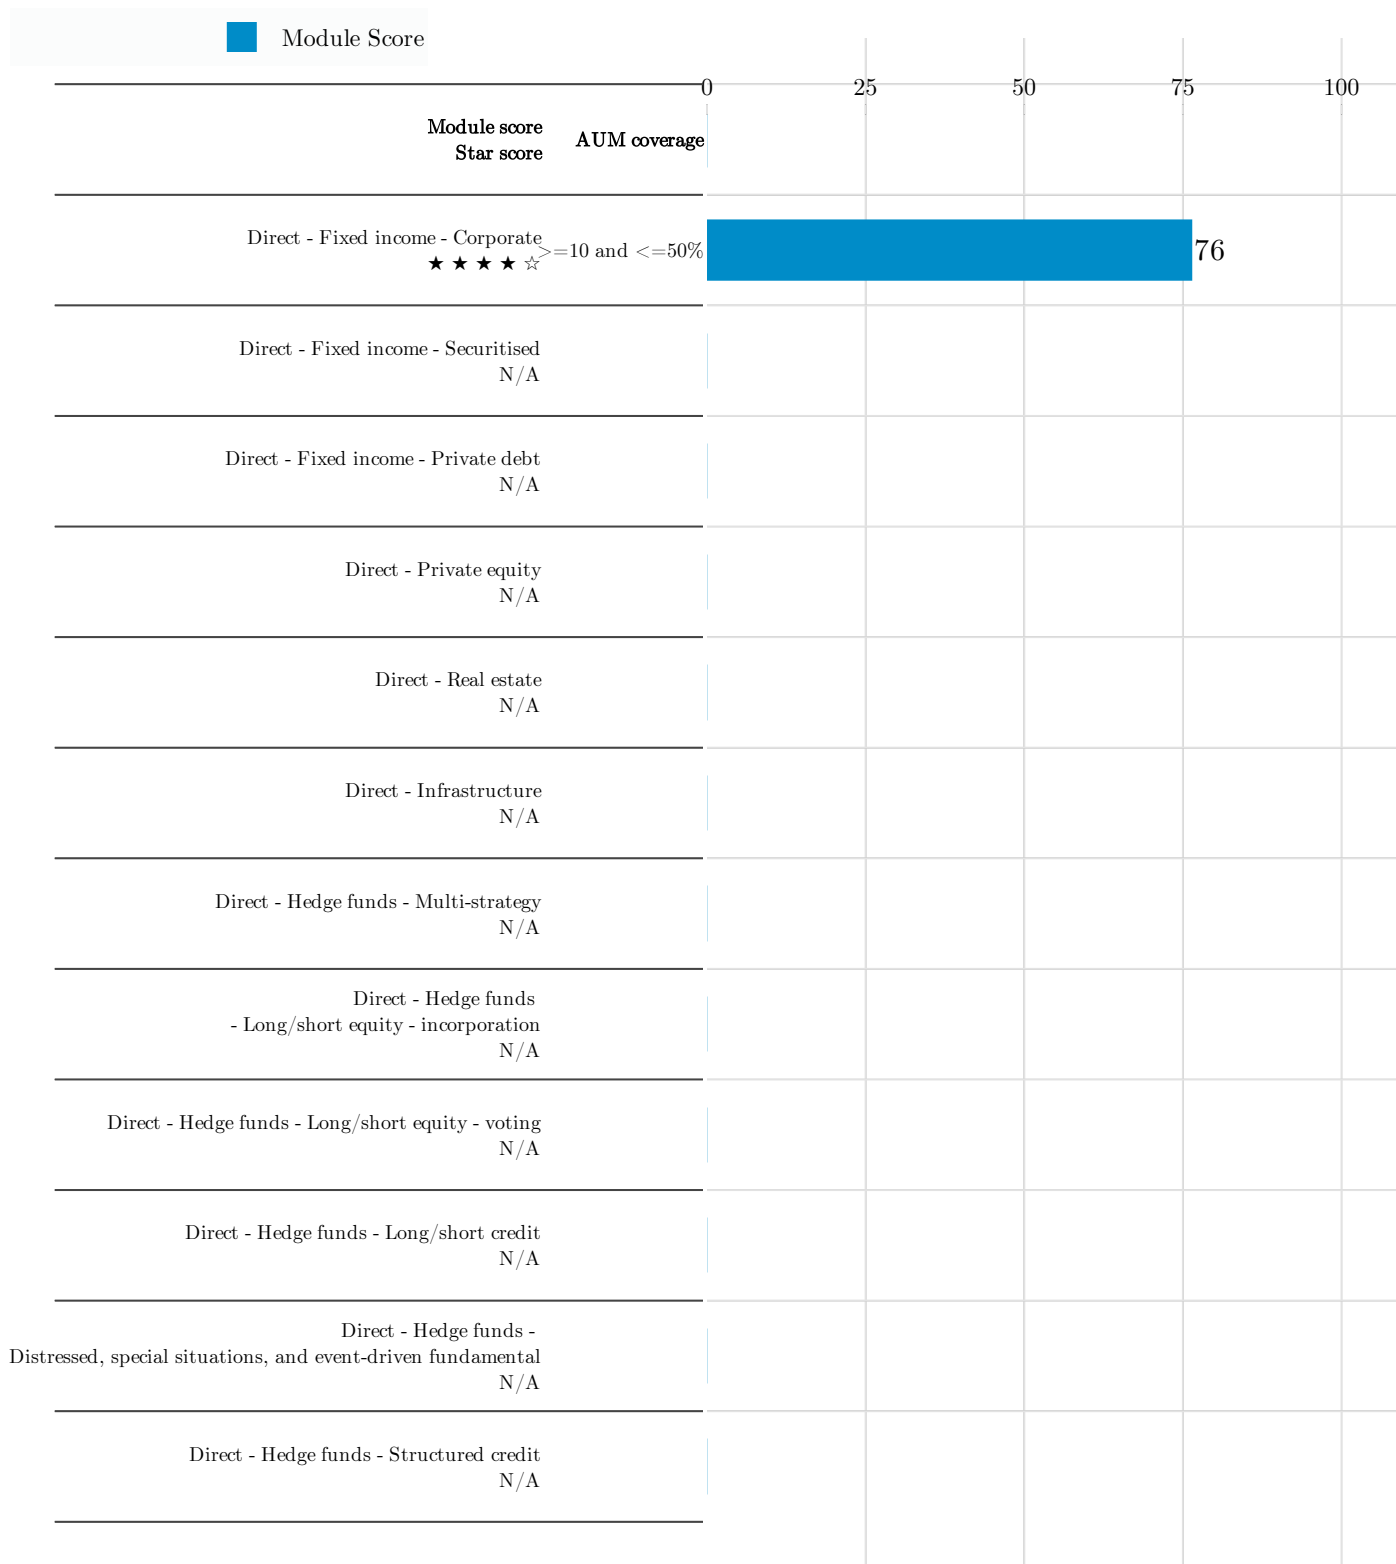 Module Score
0 25 50 75 100
Module score
Star score
AUM coverage
Direct - Fixed income - Corporate
★ ★ ★ ★ ☆
>=10 and <=50%
76
Direct - Fixed income - Securitised
N/A
Direct - Fixed income - Private debt
N/A
Direct - Private equity
N/A
Direct - Real estate
N/A
Direct - Infrastructure
N/A
Direct - Hedge funds - Multi-strategy
N/A
Direct - Hedge funds
- Long/short equity - incorporation
N/A
Direct - Hedge funds - Long/short equity - voting
N/A
Direct - Hedge funds - Long/short credit
N/A
Direct - Hedge funds -
Distressed, special situations, and event-driven fundamental
N/A
Direct - Hedge funds - Structured credit
N/A